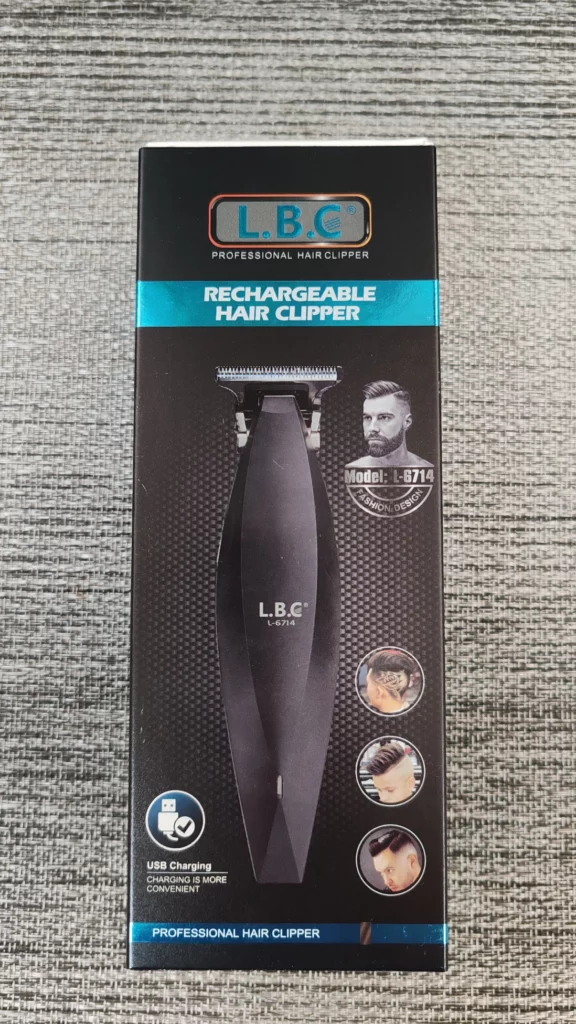 L.B.C®
PROFESSIONAL HAIR CLIPPER
RECHARGEABLE
HAIR CLIPPER
Model: L-6714
FASHION DESIGN
L.B.C®
L-6714
USB Charging
CHARGING IS MORE
CONVENIENT
PROFESSIONAL HAIR CLIPPER